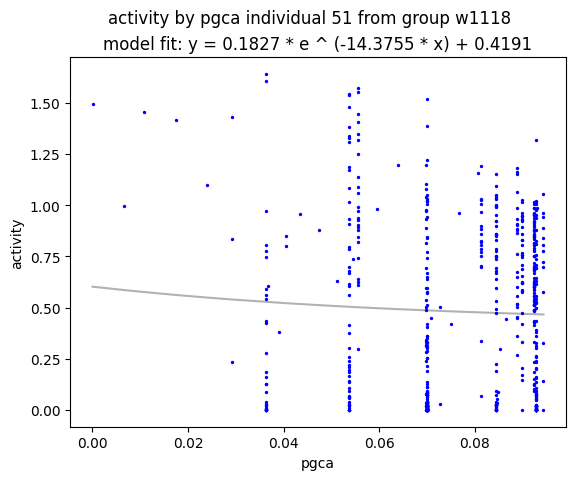 activity by pgca individual 51 from group w1118
model fit: y = 0.1827 * e ^ (-14.3755 * x) + 0.4191
1.50
1.25
1.00
0.75
0.50
0.25
0.00
activity
0.00 0.02 0.04 0.06 0.08
pgca